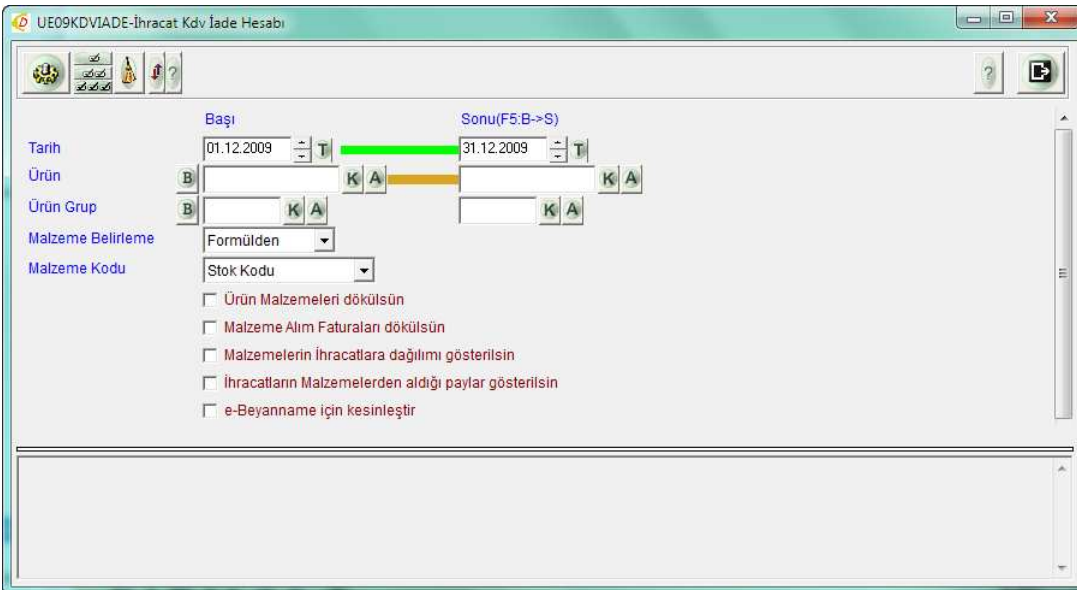 UE09KDVIADE-İhracat Kdv İade Hesabı
? ?
Başı Sonu(F5:B->S)
Tarih 01.12.2009 T 31.12.2009 T
Ürün B K A K A
Ürün Grup B K A K A
Malzeme Belirleme Formülden
Malzeme Kodu Stok Kodu
Ürün Malzemeleri dökülsün
Malzeme Alım Faturaları dökülsün
Malzemelerin İhracatlara dağılımı gösterilsin
İhracatların Malzemelerden aldığı paylar gösterilsin
e-Beyanname için kesinleştir